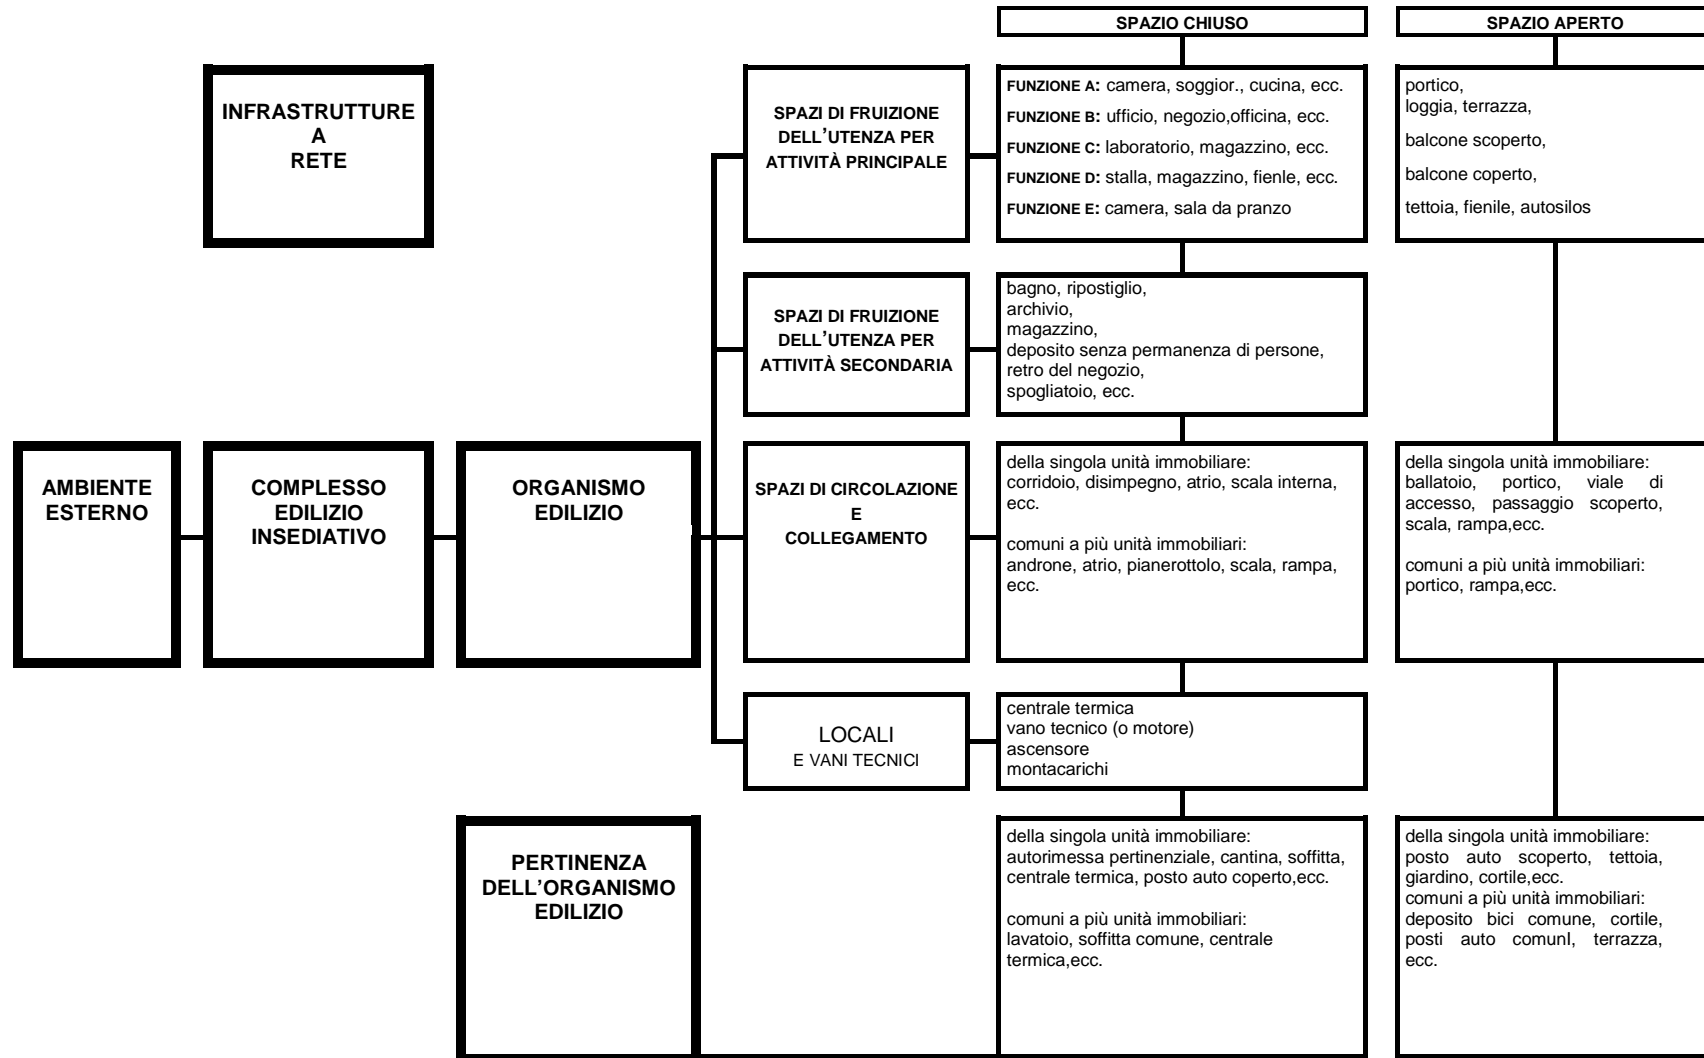 SPAZIO CHIUSO
SPAZIO APERTO
INFRASTRUTTURE
A
RETE
SPAZI DI FRUIZIONE
DELL'UTENZA PER
ATTIVITÀ PRINCIPALE
FUNZIONE A: camera, soggior., cucina, ecc.
FUNZIONE B: ufficio, negozio,officina, ecc.
FUNZIONE C: laboratorio, magazzino, ecc.
FUNZIONE D: stalla, magazzino, fienle, ecc.
FUNZIONE E: camera, sala da pranzo
portico,
loggia, terrazza,
balcone scoperto,
balcone coperto,
tettoia, fienile, autosilos
SPAZI DI FRUIZIONE
DELL'UTENZA PER
ATTIVITÀ SECONDARIA
bagno, ripostiglio,
archivio,
magazzino,
deposito senza permanenza di persone,
retro del negozio,
spogliatoio, ecc.
AMBIENTE
ESTERNO
COMPLESSO
EDILIZIO
INSEDIATIVO
ORGANISMO
EDILIZIO
SPAZI DI CIRCOLAZIONE
E
COLLEGAMENTO
della singola unità immobiliare:
corridoio, disimpegno, atrio, scala interna,
ecc.
comuni a più unità immobiliari:
androne, atrio, pianerottolo, scala, rampa,
ecc.
della singola unità immobiliare:
ballatoio, portico, viale di
accesso, passaggio scoperto,
scala, rampa,ecc.
comuni a più unità immobiliari:
portico, rampa,ecc.
LOCALI
E VANI TECNICI
centrale termica
vano tecnico (o motore)
ascensore
montacarichi
PERTINENZA
DELL'ORGANISMO
EDILIZIO
della singola unità immobiliare:
autorimessa pertinenziale, cantina, soffitta,
centrale termica, posto auto coperto,ecc.
comuni a più unità immobiliari:
lavatoio, soffitta comune, centrale
termica,ecc.
della singola unità immobiliare:
posto auto scoperto, tettoia,
giardino, cortile,ecc.
comuni a più unità immobiliari:
deposito bici comune, cortile,
posti auto comunI, terrazza,
ecc.